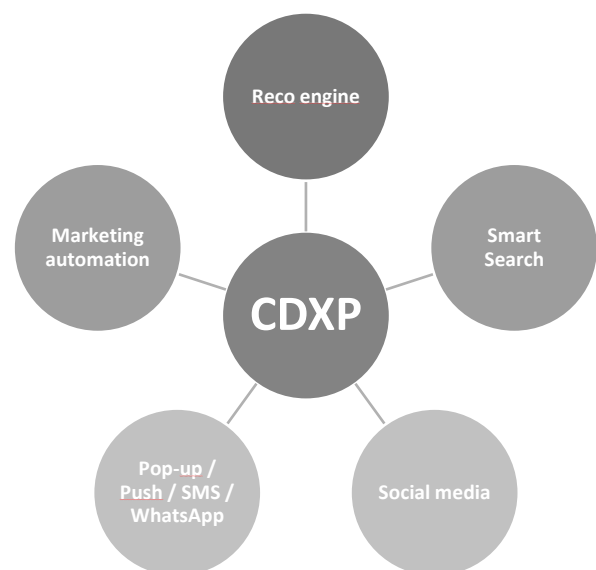 Reco engine
Marketing
automation
Smart
Search
CDXP
Pop-up /
Push / SMS /
WhatsApp
Social media